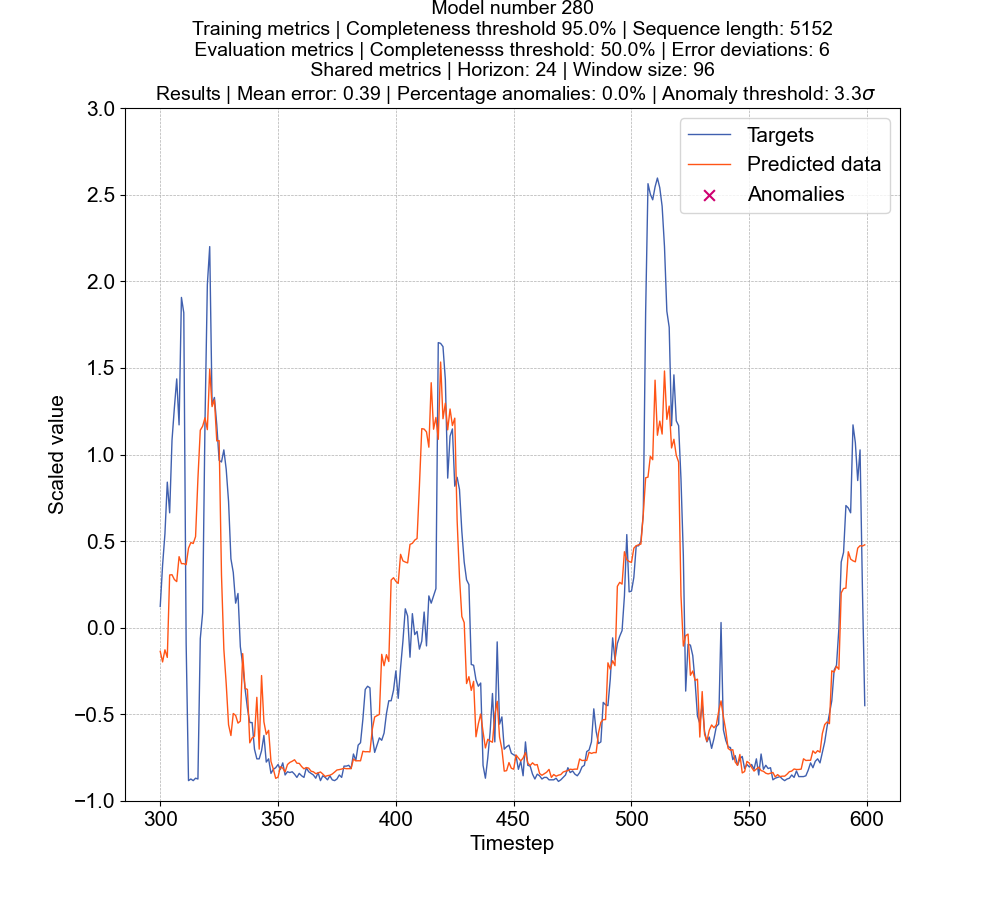 Model number 280
Training metrics | Completeness threshold 95.0% | Sequence length: 5152
Evaluation metrics | Completenesss threshold: 50.0% | Error deviations: 6
Shared metrics | Horizon: 24 | Window size: 96
Results | Mean error: 0.39 | Percentage anomalies: 0.0% | Anomaly threshold: 3.3σ
Targets
Predicted data
Anomalies
3.0
2.5
2.0
1.5
1.0
0.5
0.0
−0.5
−1.0
Scaled value
300
350
400
450
500
550
600
Timestep